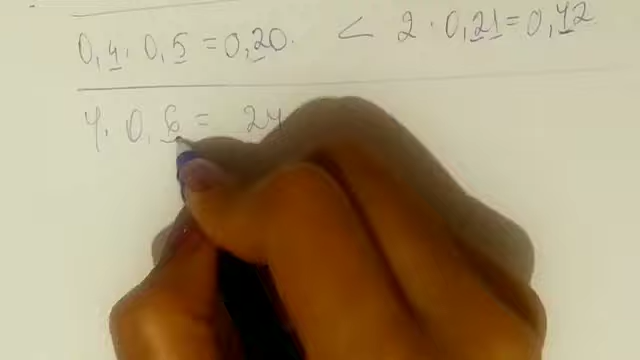 0,4 · 0,5 = 0,20. < 2 · 0,21 = 0,42
4 · 0,6 = 24